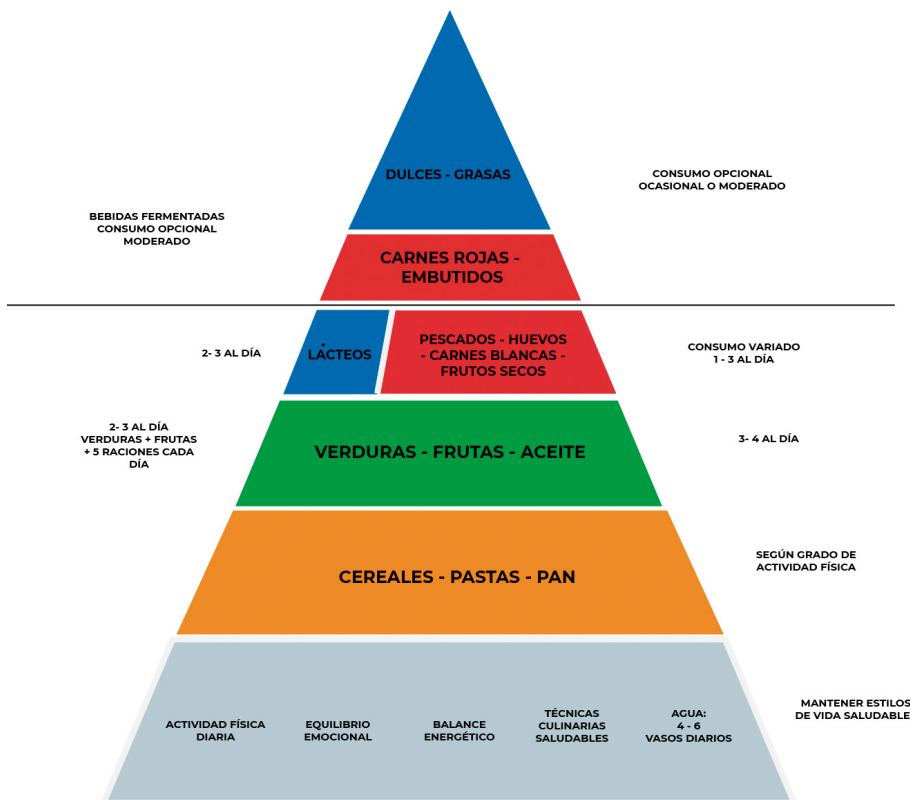 DULCES - GRASAS
CONSUMO OPCIONAL
OCASIONAL O MODERADO
BEBIDAS FERMENTADAS
CONSUMO OPCIONAL
MODERADO
CARNES ROJAS -
EMBUTIDOS
2- 3 AL DÍA
LÁCTEOS
PESCADOS - HUEVOS
- CARNES BLANCAS -
FRUTOS SECOS
CONSUMO VARIADO
1 - 3 AL DÍA
2- 3 AL DÍA
VERDURAS + FRUTAS
+ 5 RACIONES CADA
DÍA
VERDURAS - FRUTAS - ACEITE
3- 4 AL DÍA
CEREALES - PASTAS - PAN
SEGÚN GRADO DE
ACTIVIDAD FÍSICA
ACTIVIDAD FÍSICA
DIARIA
EQUILIBRIO
EMOCIONAL
BALANCE
ENERGÉTICO
TÉCNICAS
CULINARIAS
SALUDABLES
AGUA:
4 - 6
VASOS DIARIOS
MANTENER ESTILOS
DE VIDA SALUDABLE